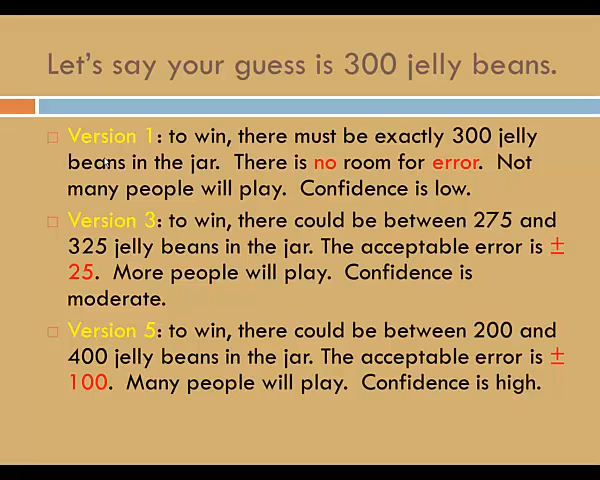 Let's say your guess is 300 jelly beans.
Version 1: to win, there must be exactly 300 jelly
beans in the jar. There is no room for error. Not
many people will play. Confidence is low.
Version 3: to win, there could be between 275 and
325 jelly beans in the jar. The acceptable error is ±
25. More people will play. Confidence is
moderate.
Version 5: to win, there could be between 200 and
400 jelly beans in the jar. The acceptable error is ±
100. Many people will play. Confidence is high.